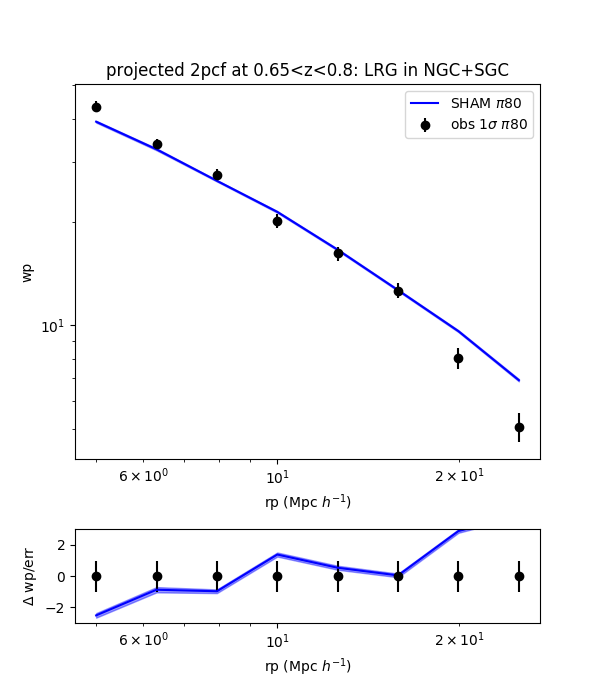 projected 2pcf at 0.65<z<0.8: LRG in NGC+SGC
SHAM π80
obs 1σ π80
wp
10¹
6 × 10⁰
10¹
2 × 10¹
rp (Mpc h⁻¹)
Δ wp/err
2
0
−2
6 × 10⁰
10¹
2 × 10¹
rp (Mpc h⁻¹)